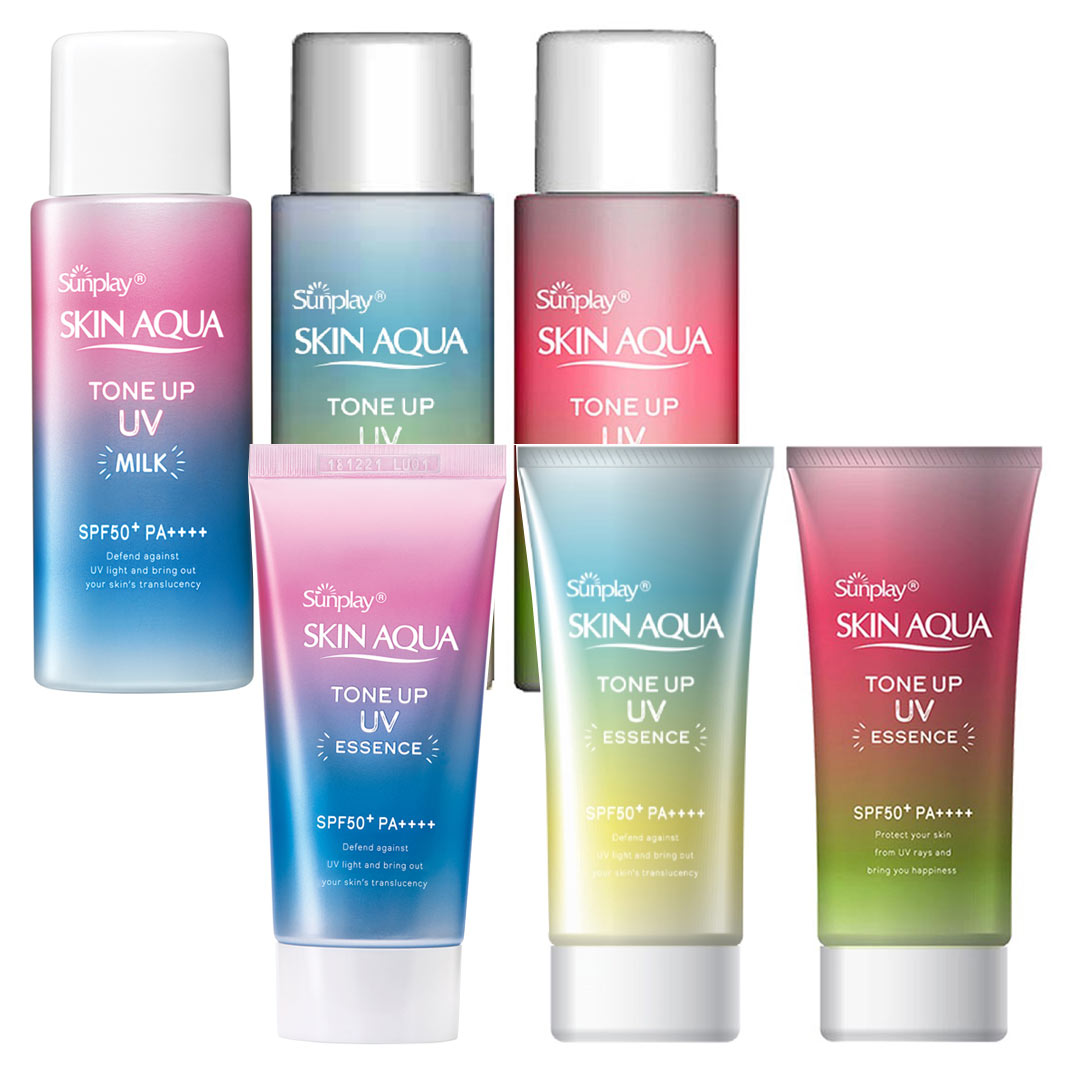 Sunplay®
SKIN AQUA
TONE UP
UV
MILK
SPF50+ PA++++
Defend against
UV light and bring out
your skin's translucency
Sunplay®
SKIN AQUA
TONE UP
UV
Sunplay®
SKIN AQUA
TONE UP
UV
Sunplay®
SKIN AQUA
TONE UP
UV
ESSENCE
SPF50+ PA++++
Defend against
UV light and bring out
your skin's translucency
Sunplay®
SKIN AQUA
TONE UP
UV
ESSENCE
SPF50+ PA++++
Defend against
UV light and bring out
your skin's translucency
Sunplay®
SKIN AQUA
TONE UP
UV
ESSENCE
SPF50+ PA++++
Protect your skin
from UV rays and
bring you happiness